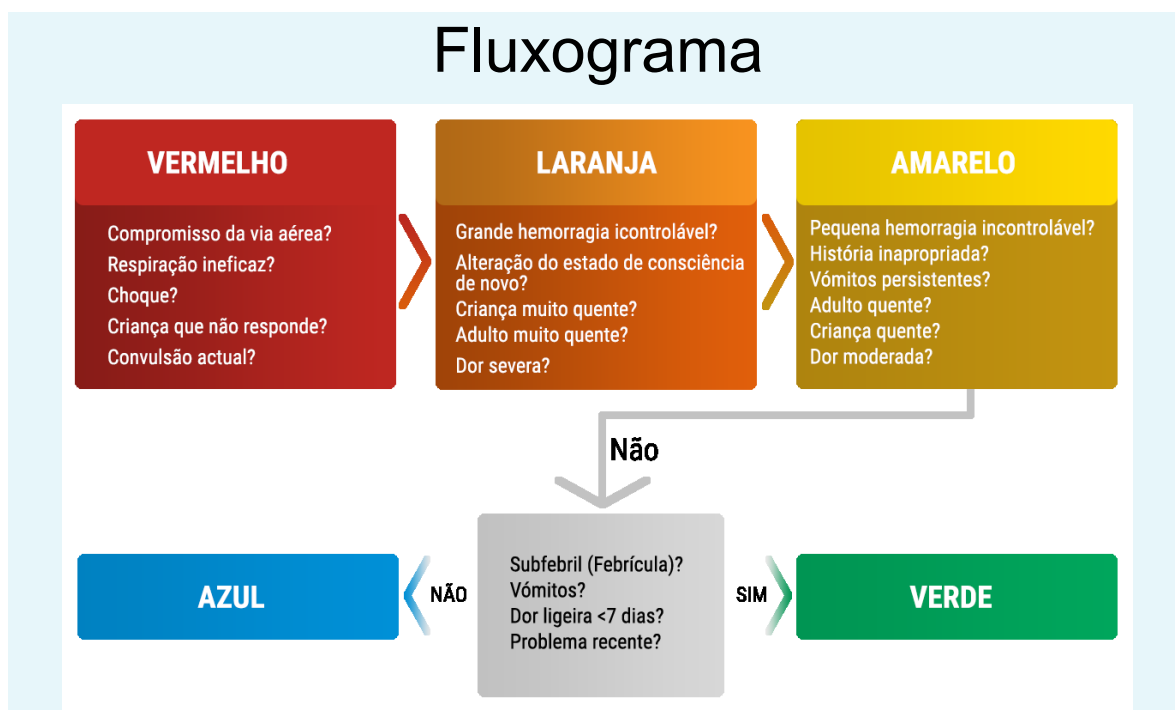 Fluxograma
VERMELHO
Compromisso da via aérea?
Respiração ineficaz?
Choque?
Criança que não responde?
Convulsão actual?
LARANJA
Grande hemorragia icontrolável?
Alteração do estado de consciência
de novo?
Criança muito quente?
Adulto muito quente?
Dor severa?
AMARELO
Pequena hemorragia incontrolável?
História inapropriada?
Vómitos persistentes?
Adulto quente?
Criança quente?
Dor moderada?
Não
AZUL
NÃO
Subfebril (Febrícula)?
Vómitos?
Dor ligeira <7 dias?
Problema recente?
SIM
VERDE